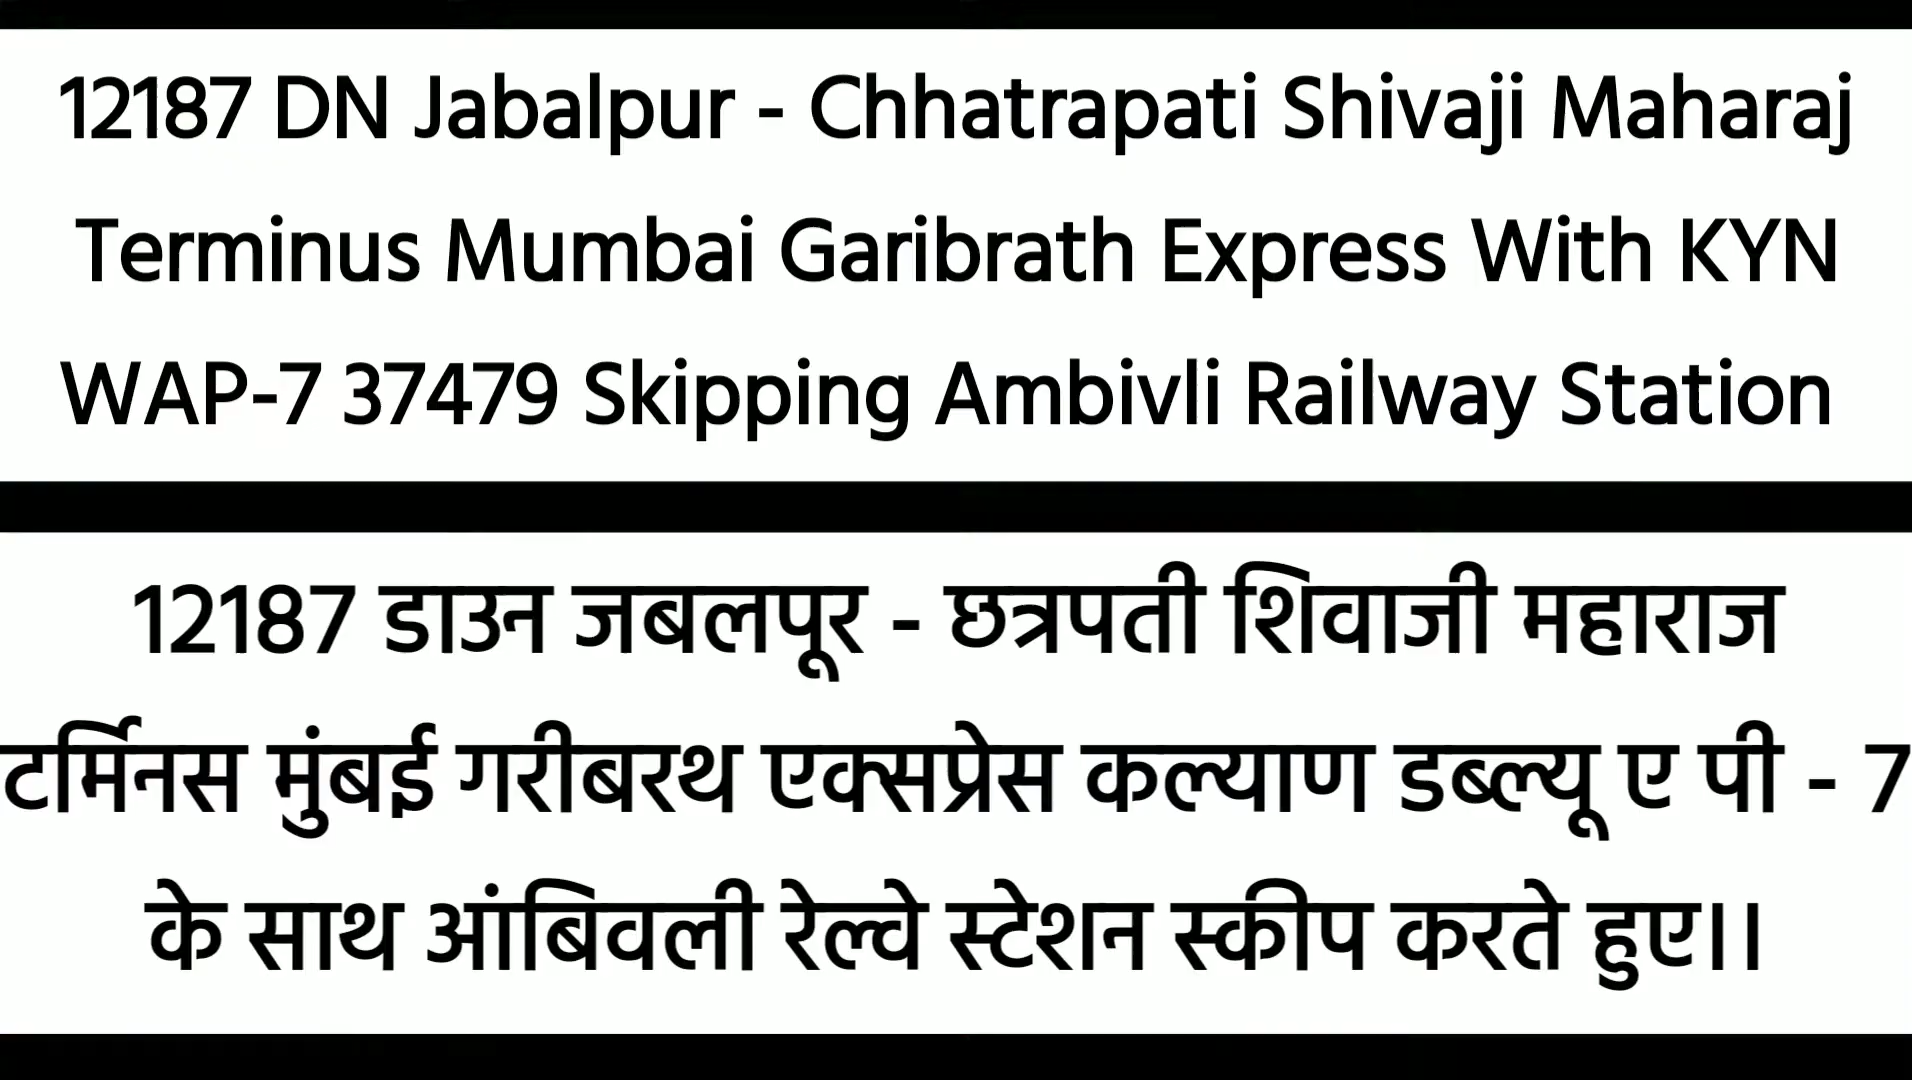 12187 DN Jabalpur - Chhatrapati Shivaji Maharaj
Terminus Mumbai Garibrath Express With KYN
WAP-7 37479 Skipping Ambivli Railway Station
12187 डाउन जबलपूर - छत्रपती शिवाजी महाराज
टर्मिनस मुंबई गरीबरथ एक्सप्रेस कल्याण डब्ल्यू ए पी - 7
के साथ आंबिवली रेल्वे स्टेशन स्कीप करते हुए।।